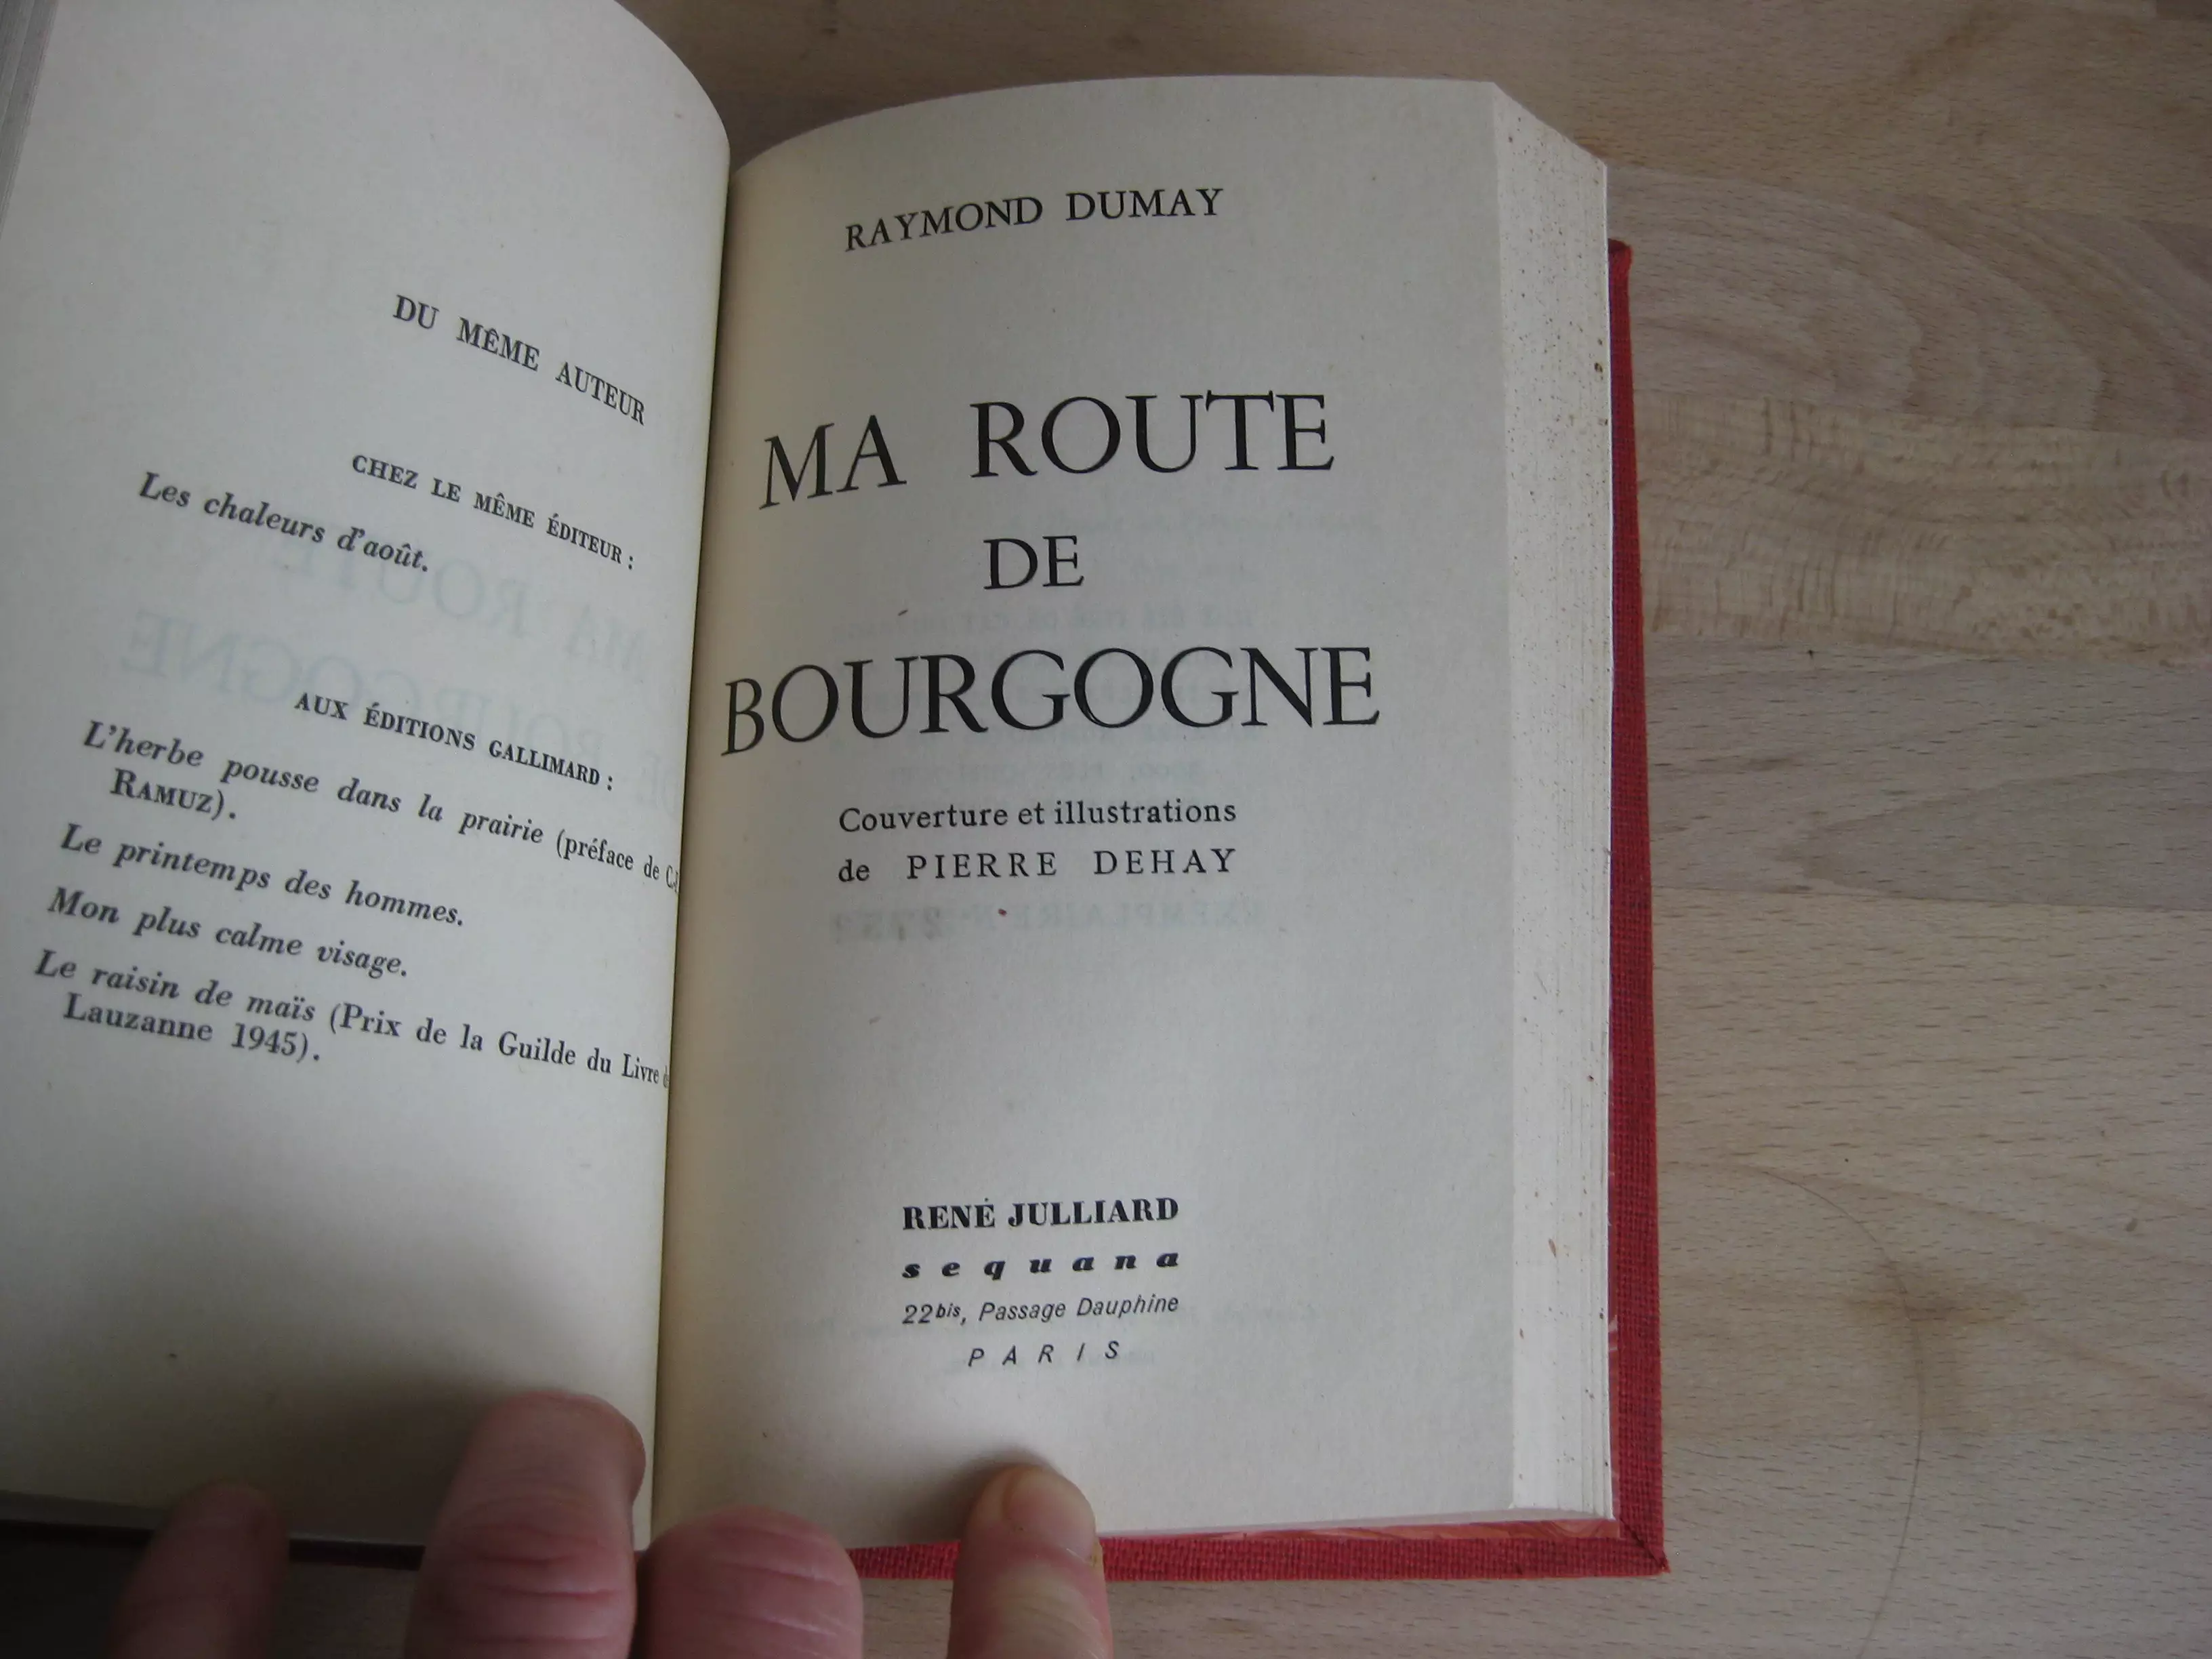 DU MÊME AUTEUR
CHEZ LE MÊME ÉDITEUR :
Les chaleurs d'août.
AUX ÉDITIONS GALLIMARD :
L'herbe pousse dans la prairie (préface de
RAMUZ).
Le printemps des hommes.
Mon plus calme visage.
Le raisin de maïs (Prix de la Guilde du Livre
Lauzanne 1945).
RAYMOND DUMAY
MA ROUTE
DE
BOURGOGNE
Couverture et illustrations
de PIERRE DEHAY
RENÉ JULLIARD
sequana
22bis, Passage Dauphine
PARIS